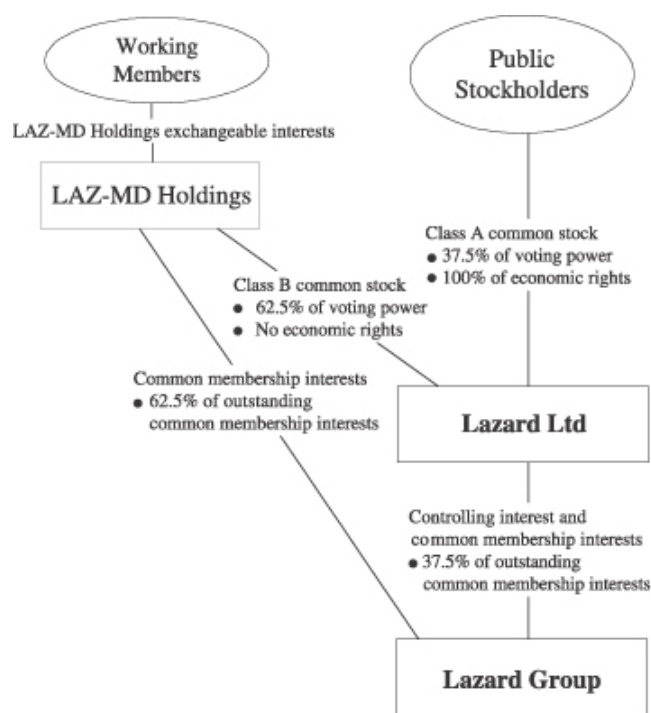 Working
Members
Public
Stockholders
LAZ-MD Holdings exchangeable interests
LAZ-MD Holdings
Class A common stock
● 37.5% of voting power
● 100% of economic rights
Class B common stock
● 62.5% of voting power
● No economic rights
Common membership interests
● 62.5% of outstanding
common membership interests
Lazard Ltd
Controlling interest and
common membership interests
● 37.5% of outstanding
common membership interests
Lazard Group